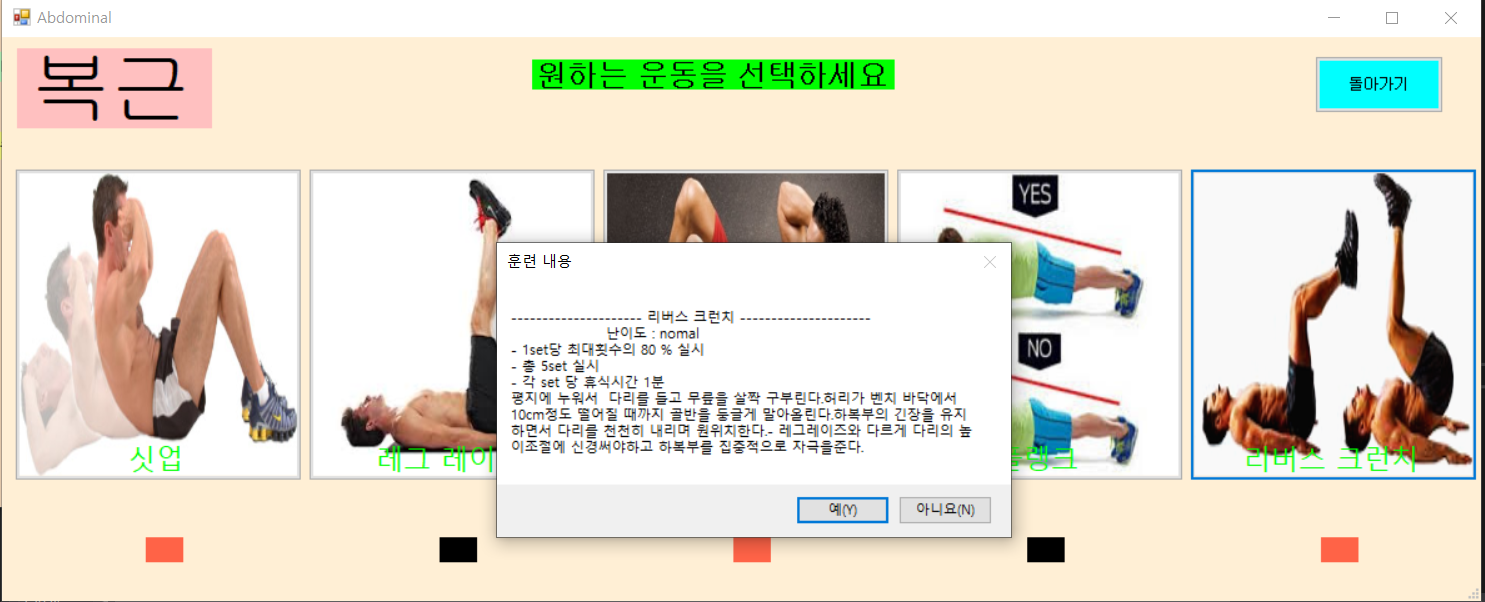 Abdominal
복근
원하는 운동을 선택하세요
돌아가기
YES
NO
싯업
레그 레이
플랭크
리버스 크런치
훈련 내용
--------------------- 리버스 크런치 ---------------------
난이도 : nomal
- 1set당 최대횟수의 80 % 실시
- 총 5set 실시
- 각 set 당 휴식시간 1분
평지에 누워서 다리를 들고 무릎을 살짝 구부린다.허리가 벤치 바닥에서
10cm정도 떨어질 때까지 골반을 둥글게 말아올린다.하복부의 긴장을 유지
하면서 다리를 천천히 내리며 원위치한다.- 레그레이즈와 다르게 다리의 높
이조절에 신경써야하고 하복부를 집중적으로 자극을준다.
예(Y)
아니요(N)